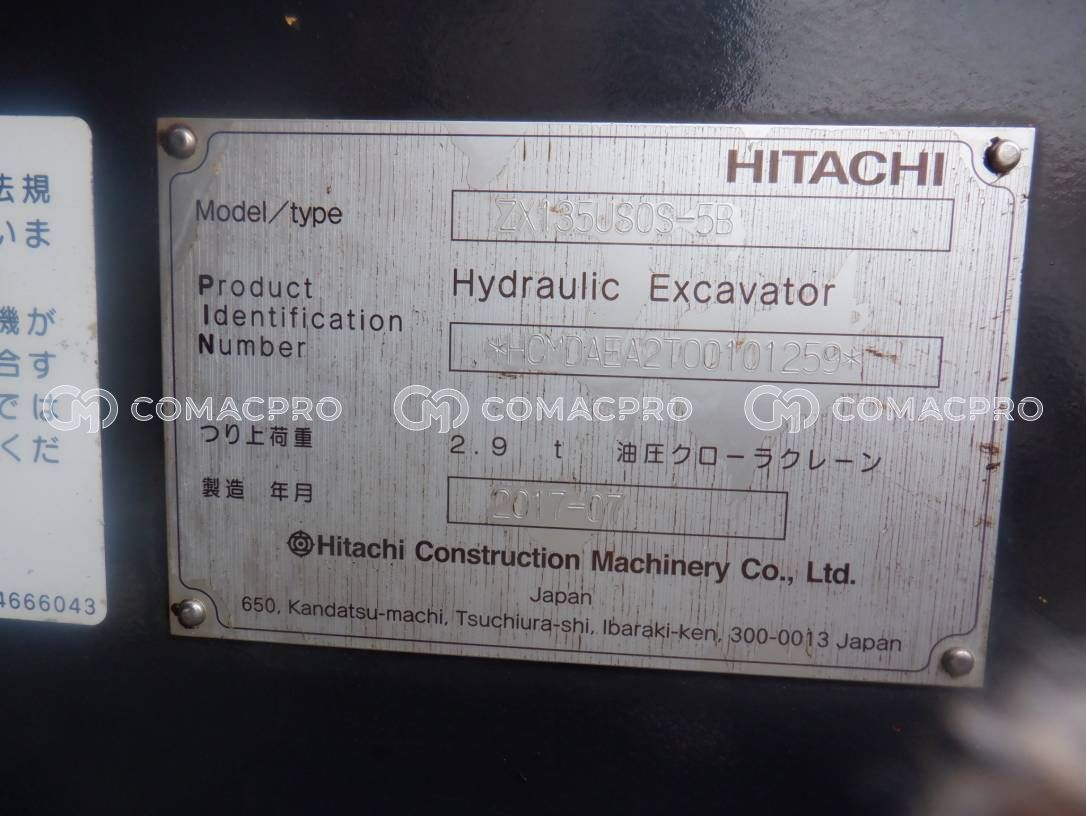 HITACHI
Model/type ZX135USOS-5B
Hydraulic Excavator
Product
Identification
Number *HCMDAEA2T00101259*
つり上荷重 2.9 t 油圧クローラクレーン
製造 年月 2017-07
Hitachi Construction Machinery Co., Ltd.
Japan
650, Kandatsu-machi, Tsuchiura-shi, Ibaraki-ken, 300-0013 Japan
法規
いま
機が
合す
では
くだ
4666043
COMACPRO COMACPRO COMACPRO